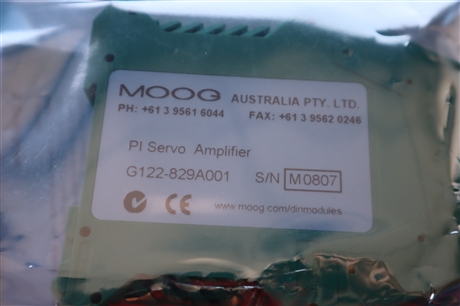 MOOG AUSTRALIA PTY. LTD.
PH: +61 3 9561 6044 FAX: +61 3 9562 0246
PI Servo Amplifier
G122-829A001 S/N M0807
CE www.moog.com/dinmodules